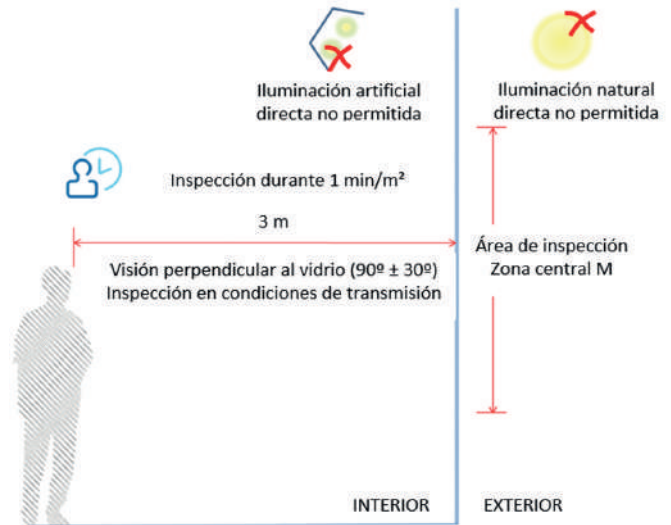 Iluminación artificial
directa no permitida
Iluminación natural
directa no permitida
Inspección durante 1 min/m²
3 m
Visión perpendicular al vidrio (90º ± 30º)
Inspección en condiciones de transmisión
Área de inspección
Zona central M
INTERIOR
EXTERIOR